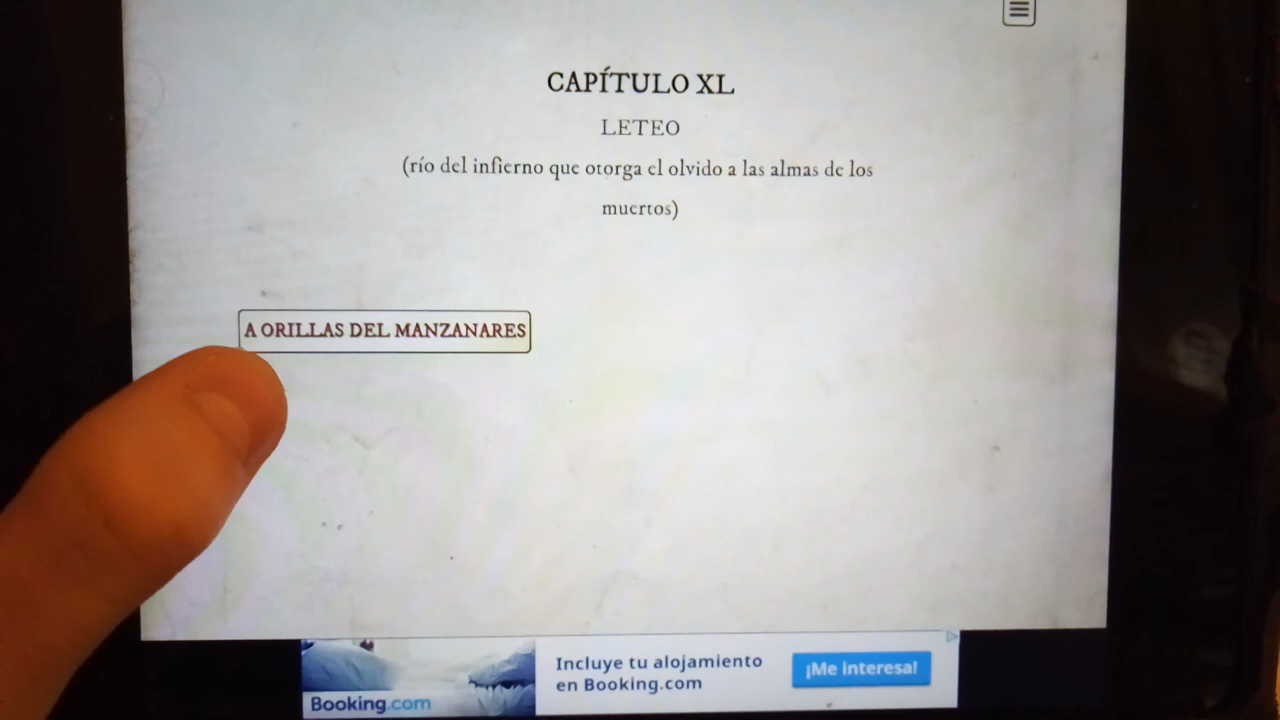 CAPÍTULO XL
LETEO
(río del infierno que otorga el olvido a las almas de los
muertos)
A ORILLAS DEL MANZANARES
Incluye tu alojamiento
en Booking.com
¡Me interesa!
Booking.com